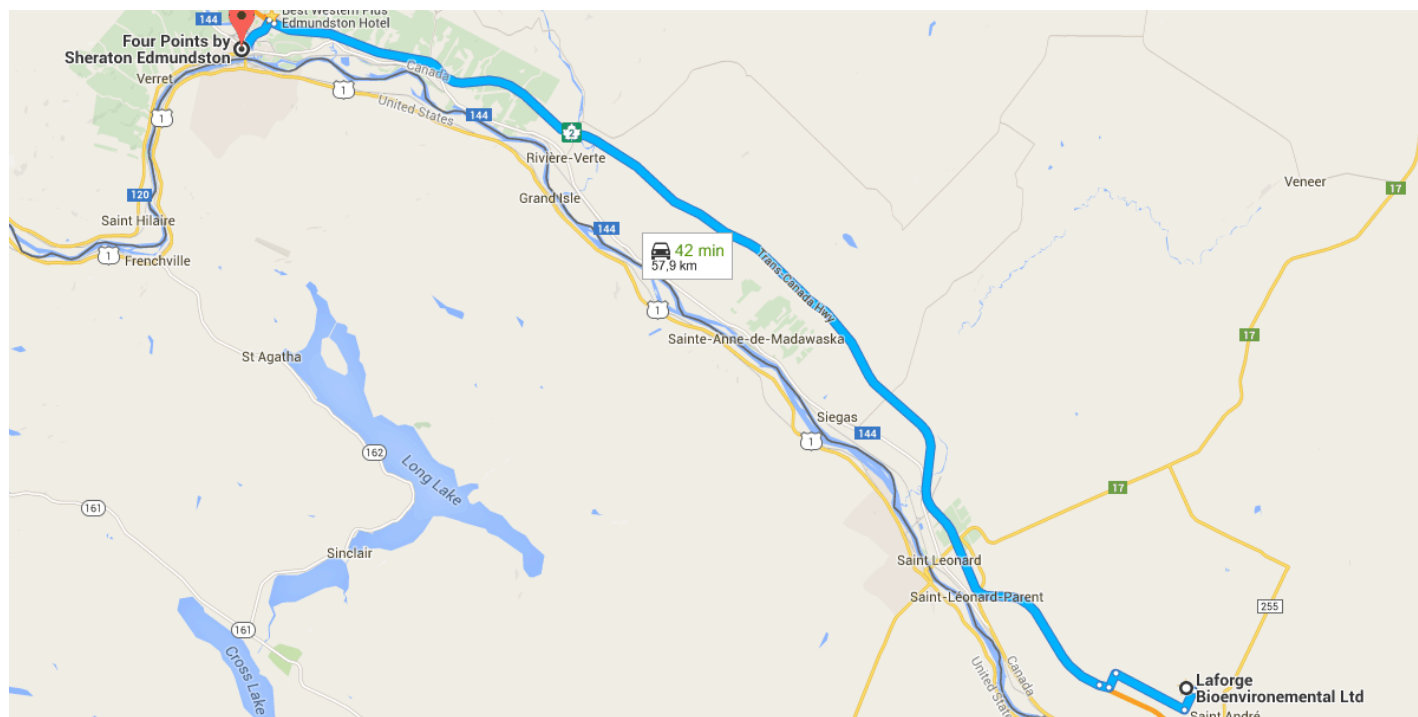 144
Best Western Plus
Edmundston Hotel
Four Points by
Sheraton Edmundston
Verret
Canada
1
United States
144
1
2
Rivière-Verte
Veneer
17
120
Grand Isle
Saint Hilaire
144
1
Frenchville
42 min
57,9 km
Trans-Canada Hwy
1
17
Sainte-Anne-de-Madawaska
St Agatha
Siegas
144
1
162
Long Lake
17
161
Sinclair
Saint Leonard
Saint-Léonard-Parent
255
161
Cross Lake
Canada
United States
Laforge
Bioenvironemental Ltd
Saint André